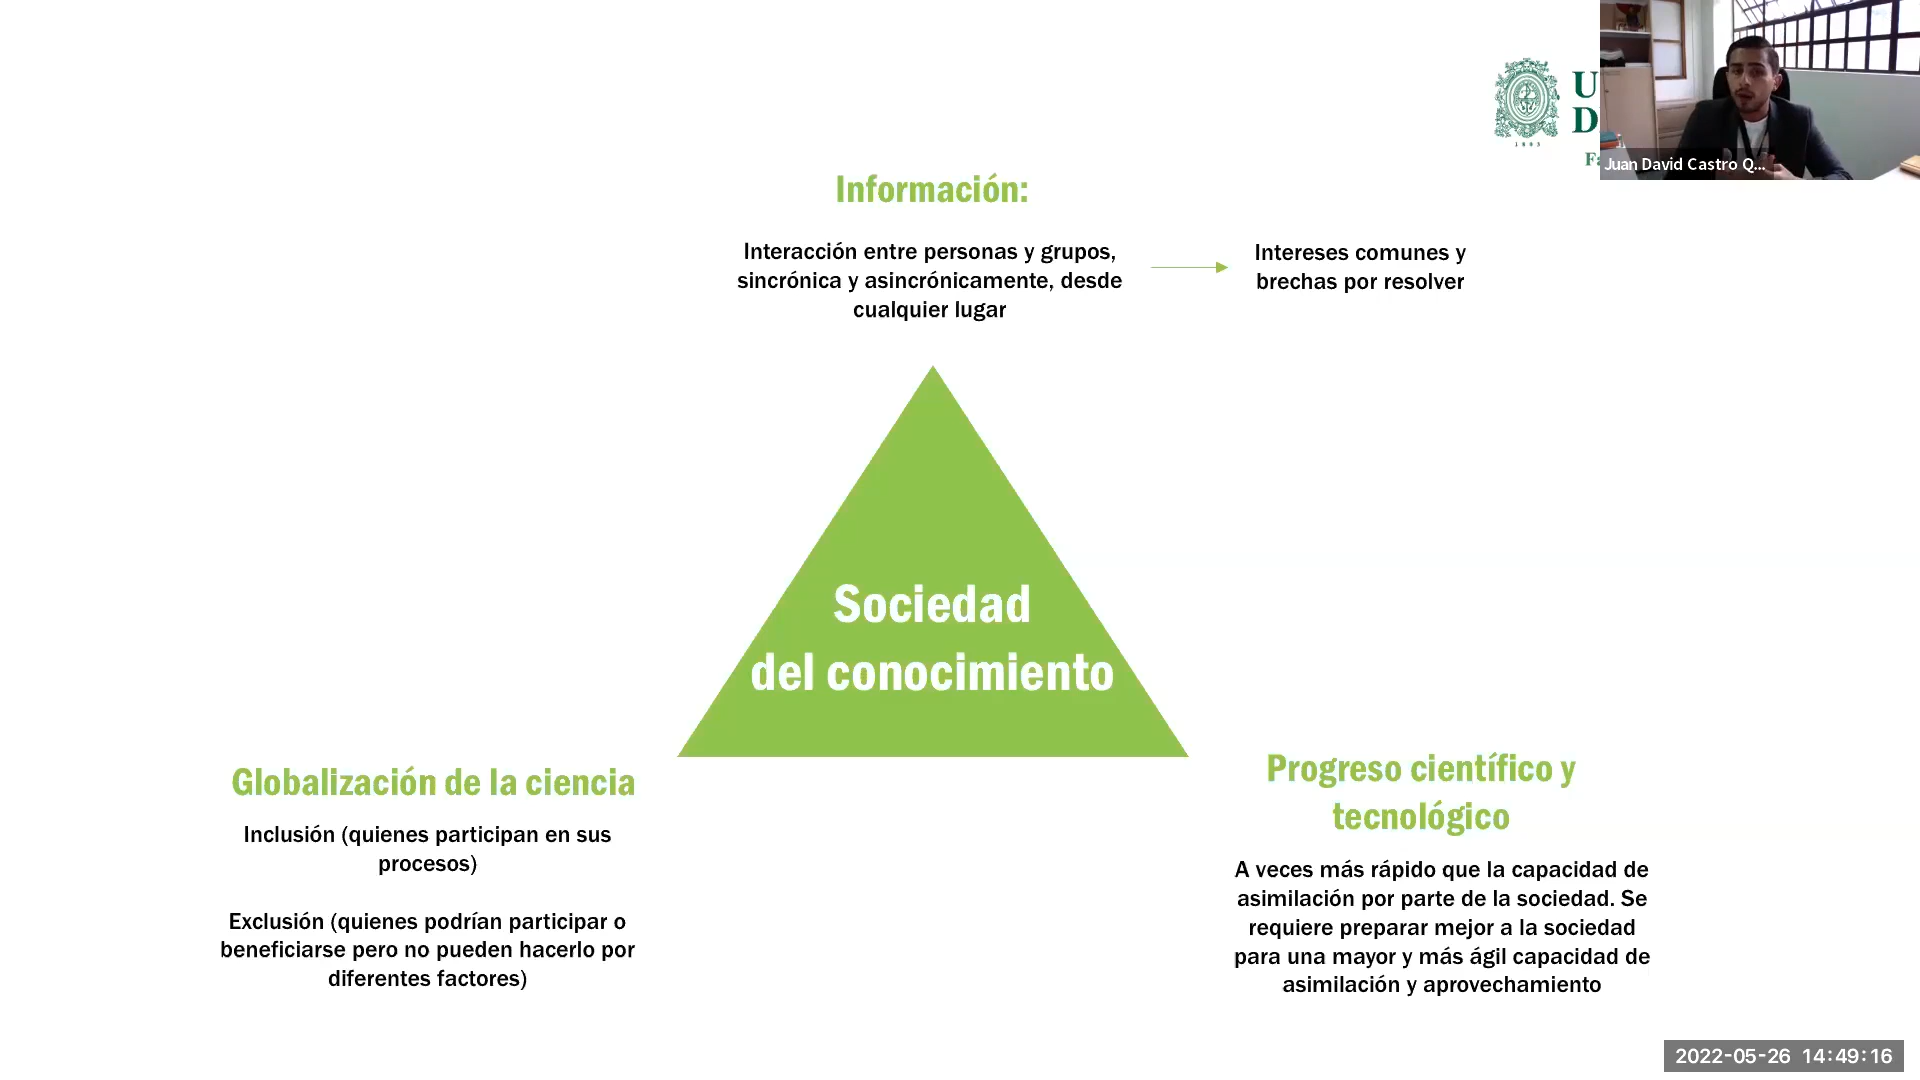 U
D
1803
Fa
Juan David Castro Q...
Información:
Interacción entre personas y grupos,
sincrónica y asincrónicamente, desde
cualquier lugar
Intereses comunes y
brechas por resolver
Sociedad
del conocimiento
Globalización de la ciencia
Inclusión (quienes participan en sus
procesos)
Exclusión (quienes podrían participar o
beneficiarse pero no pueden hacerlo por
diferentes factores)
Progreso científico y
tecnológico
A veces más rápido que la capacidad de
asimilación por parte de la sociedad. Se
requiere preparar mejor a la sociedad
para una mayor y más ágil capacidad de
asimilación y aprovechamiento
2022-05-26 14:49:16